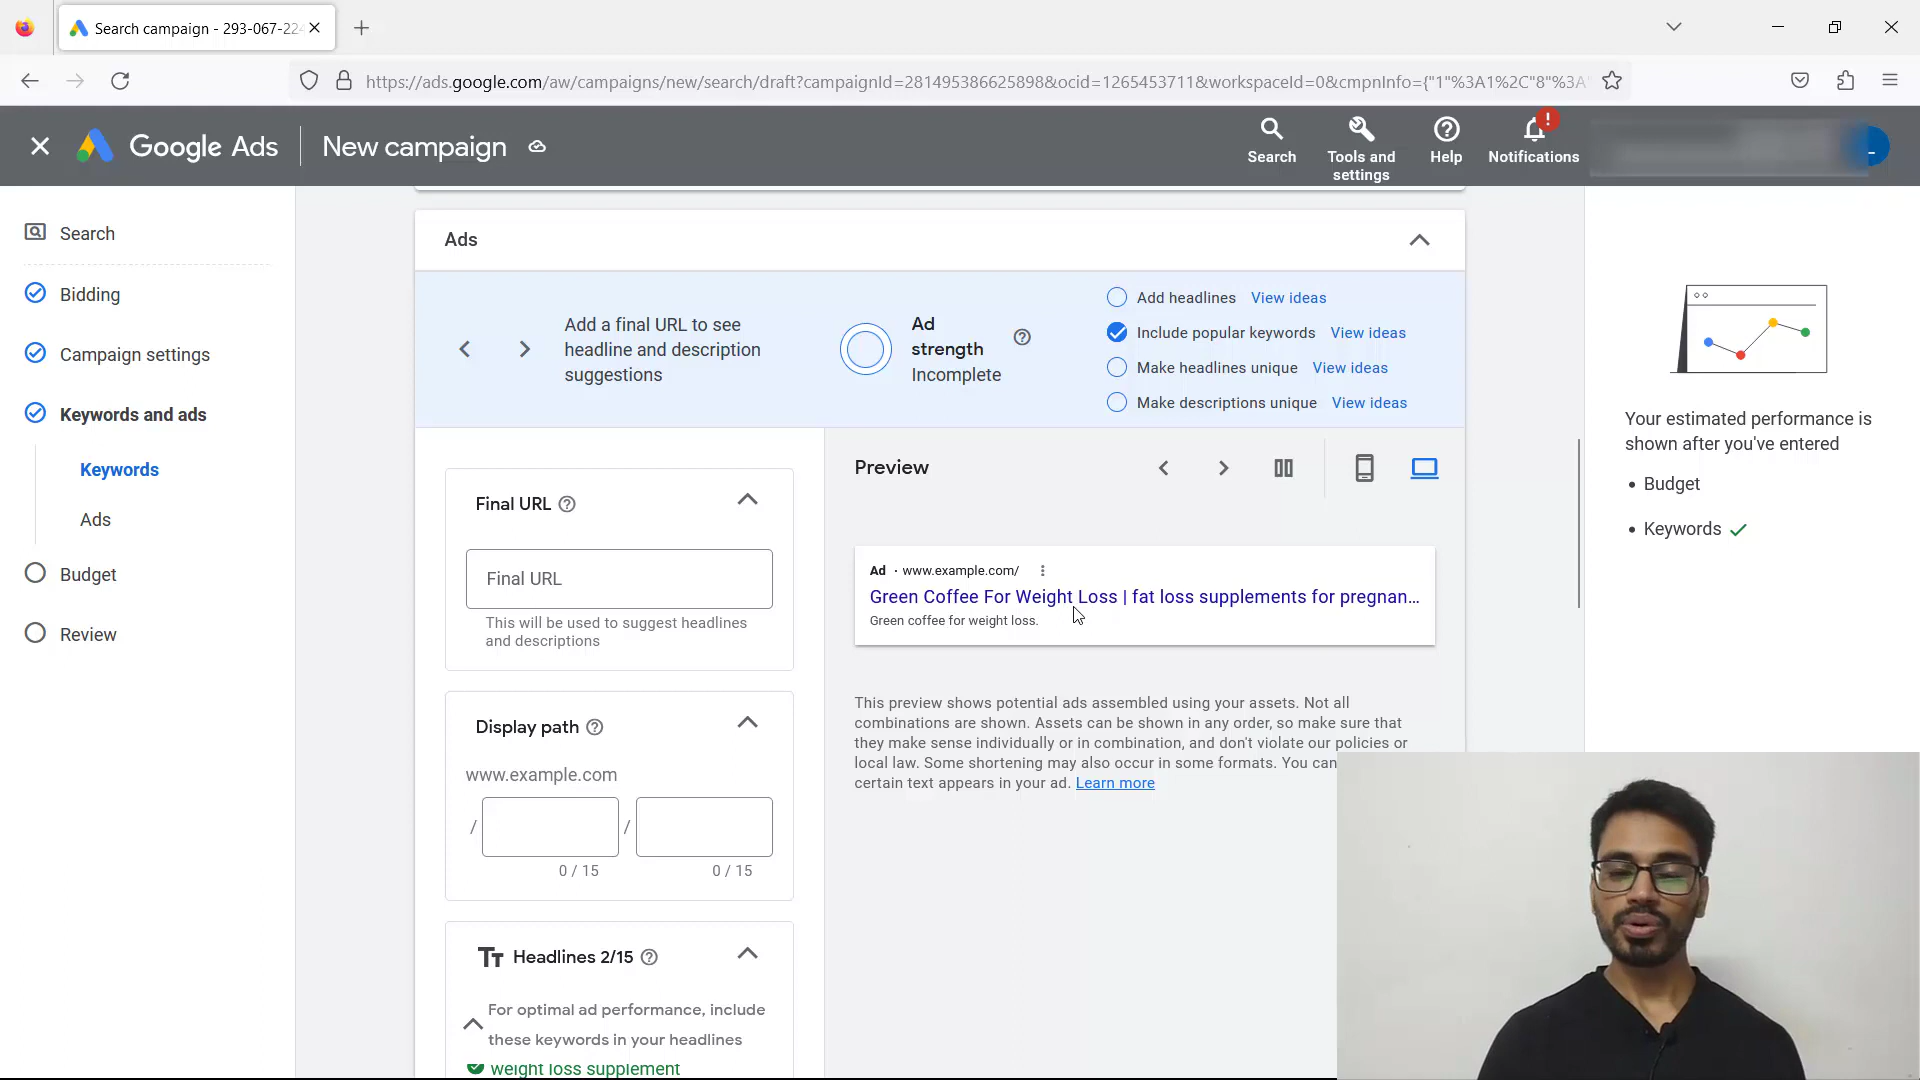 Search campaign - 293-067-224
https://ads.google.com/aw/campaigns/new/search/draft?campaignId=281495386625898&ocid=1265453711&workspaceId=0&cmpnInfo={"1"%3A1%2C"8"%3A"
Google Ads
New campaign
Search
Tools and
settings
Help
!
Notifications
Search
Bidding
Campaign settings
Keywords and ads
Keywords
Ads
Budget
Review
Ads
Add a final URL to see
headline and description
suggestions
Ad
strength
Incomplete
Add headlines View ideas
Include popular keywords View ideas
Make headlines unique View ideas
Make descriptions unique View ideas
Final URL
Final URL
This will be used to suggest headlines
and descriptions
Display path
www.example.com
/ /
0 / 15 0 / 15
Tт Headlines 2/15
For optimal ad performance, include
these keywords in your headlines
weight loss supplement
Preview
Ad · www.example.com/
Green Coffee For Weight Loss | fat loss supplements for pregnan...
Green coffee for weight loss.
This preview shows potential ads assembled using your assets. Not all
combinations are shown. Assets can be shown in any order, so make sure that
they make sense individually or in combination, and don't violate our policies or
local law. Some shortening may also occur in some formats. You can
certain text appears in your ad. Learn more
Your estimated performance is
shown after you've entered
• Budget
• Keywords